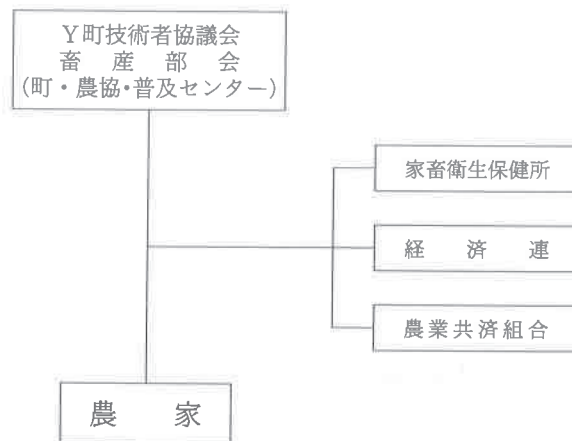 Y町技術者協議会
畜産部会
(町・農協・普及センター)
家畜衛生保健所
経済連
農業共済組合
農家